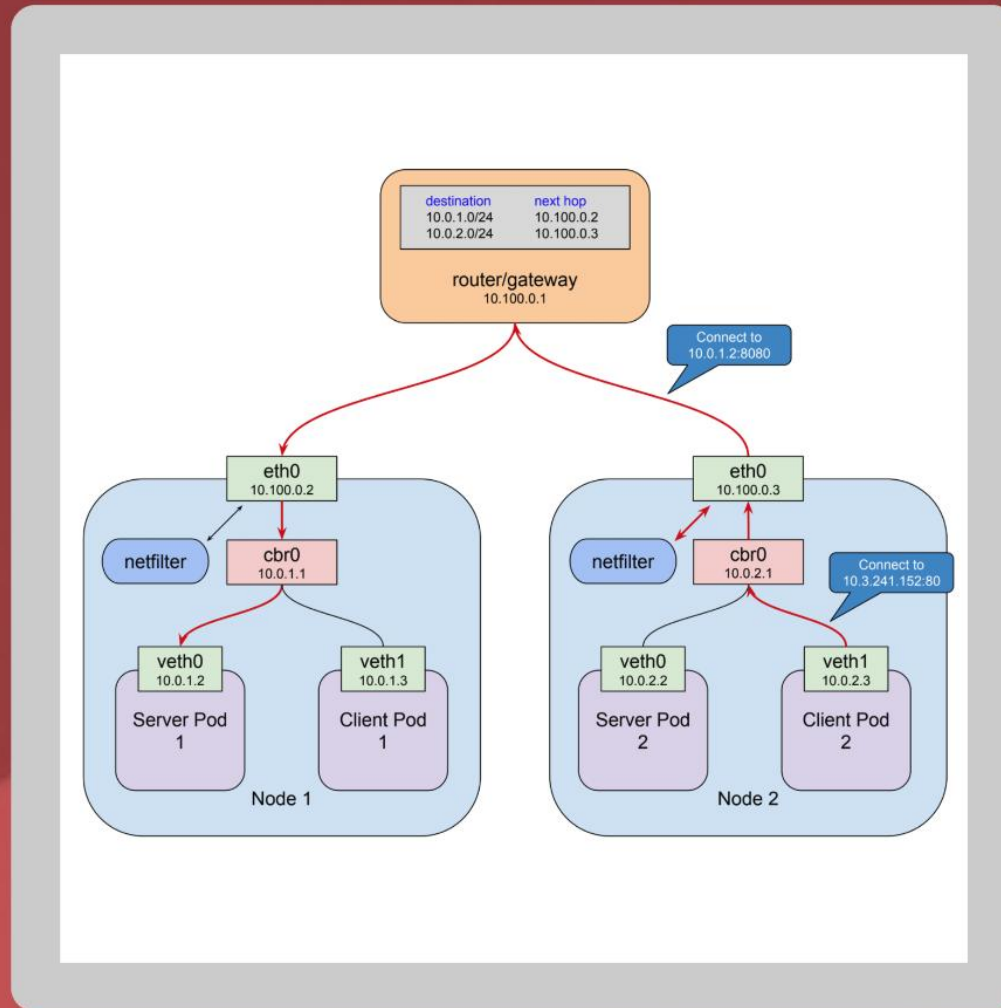 destination next hop
10.0.1.0/24 10.100.0.2
10.0.2.0/24 10.100.0.3
router/gateway
10.100.0.1
Connect to
10.0.1.2:8080
eth0
10.100.0.2
eth0
10.100.0.3
netfilter
cbr0
10.0.1.1
netfilter
cbr0
10.0.2.1
Connect to
10.3.241.152:80
veth0
10.0.1.2
veth1
10.0.1.3
veth0
10.0.2.2
veth1
10.0.2.3
Server Pod
1
Client Pod
1
Server Pod
2
Client Pod
2
Node 1
Node 2